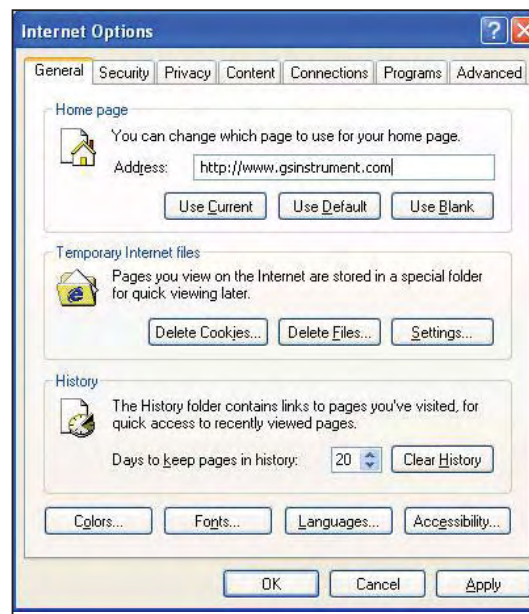 Internet Options
General Security Privacy Content Connections Programs Advanced
Home page
You can change which page to use for your home page.
Address: http://www.gsinstrument.com
Use Current Use Default Use Blank
Temporary Internet files
Pages you view on the Internet are stored in a special folder
for quick viewing later.
Delete Cookies... Delete Files... Settings...
History
The History folder contains links to pages you've visited, for
quick access to recently viewed pages.
Days to keep pages in history: 20 Clear History
Colors... Fonts... Languages... Accessibility...
OK Cancel Apply